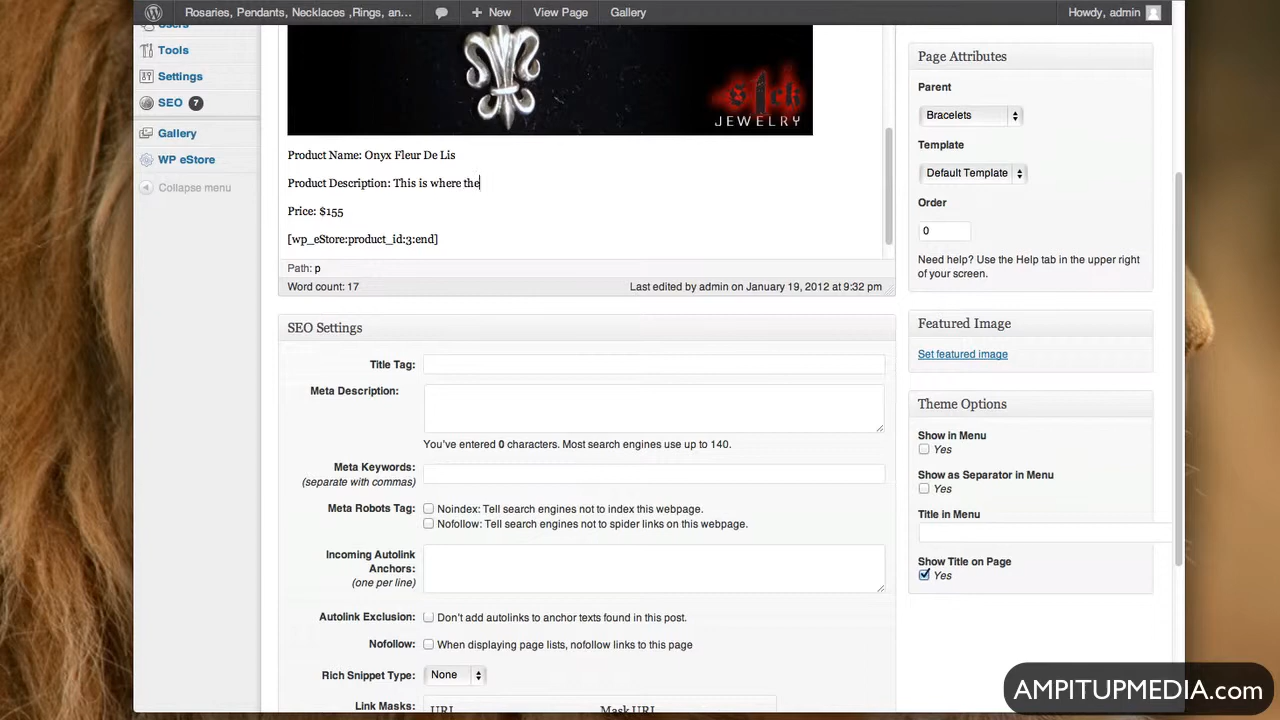 Rosaries, Pendants, Necklaces ,Rings, an... New View Page Gallery Howdy, admin
Users
Tools
Settings
SEO 7
Gallery
WP eStore
Collapse menu
s1ck
JEWELRY
Product Name: Onyx Fleur De Lis
Product Description: This is where the
Price: $155
[wp_eStore:product_id:3:end]
Path: p
Word count: 17 Last edited by admin on January 19, 2012 at 9:32 pm
SEO Settings
Title Tag:
Meta Description:
You've entered 0 characters. Most search engines use up to 140.
Meta Keywords:
(separate with commas)
Meta Robots Tag: Noindex: Tell search engines not to index this webpage.
Nofollow: Tell search engines not to spider links on this webpage.
Incoming Autolink
Anchors:
(one per line)
Autolink Exclusion: Don't add autolinks to anchor texts found in this post.
Nofollow: When displaying page lists, nofollow links to this page
Rich Snippet Type: None
Link Masks: URL Mask URL
Page Attributes
Parent
Bracelets
Template
Default Template
Order
0
Need help? Use the Help tab in the upper right
of your screen.
Featured Image
Set featured image
Theme Options
Show in Menu
Yes
Show as Separator in Menu
Yes
Title in Menu
Show Title on Page
Yes
AMPITUPMEDIA.com